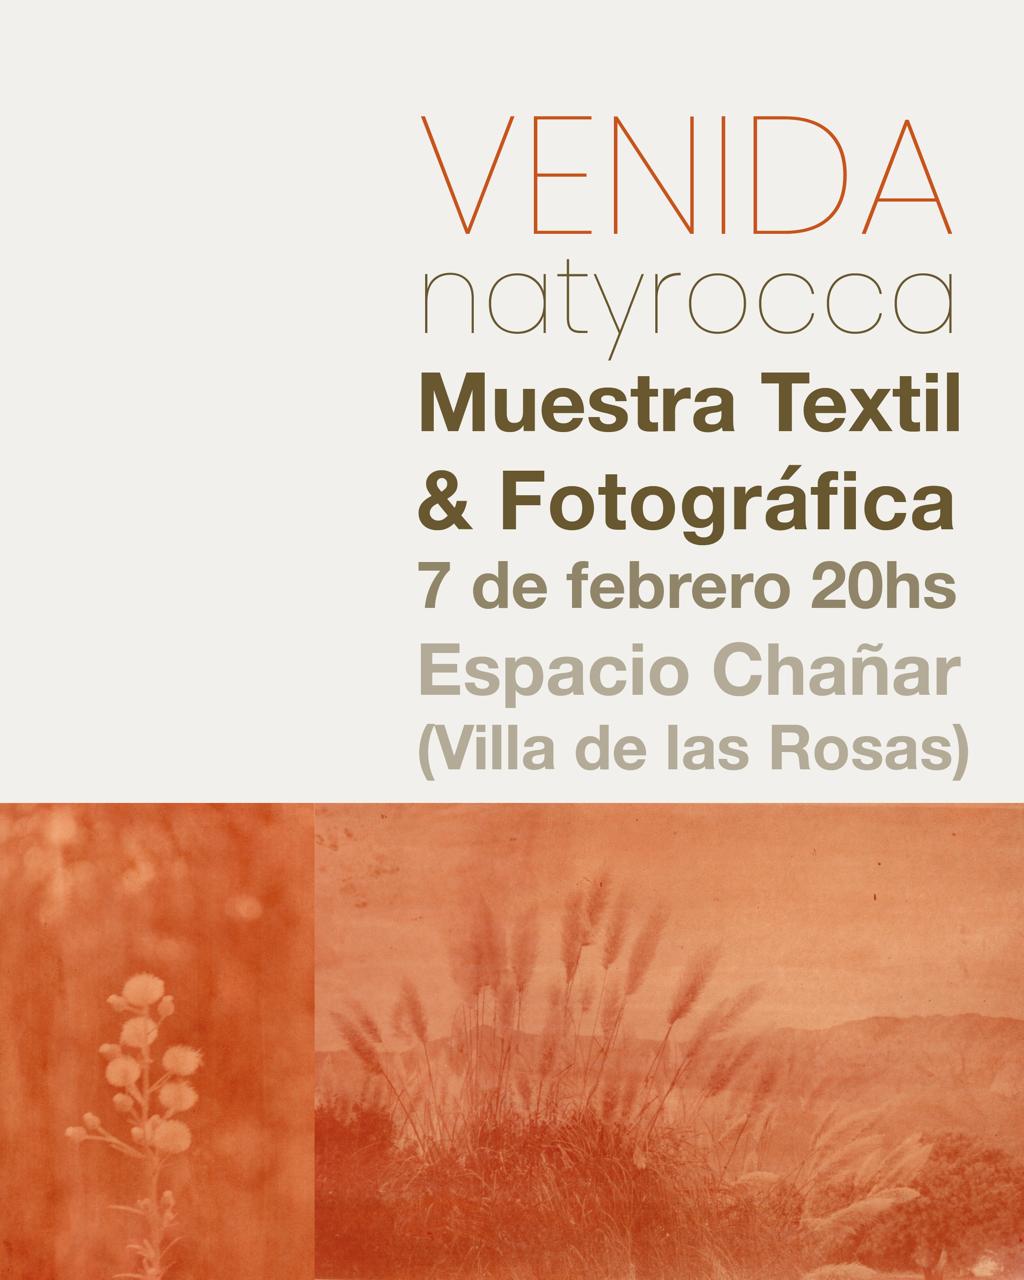 VENIDA
natyrocca
Muestra Textil
& Fotográfica
7 de febrero 20hs
Espacio Chañar
(Villa de las Rosas)